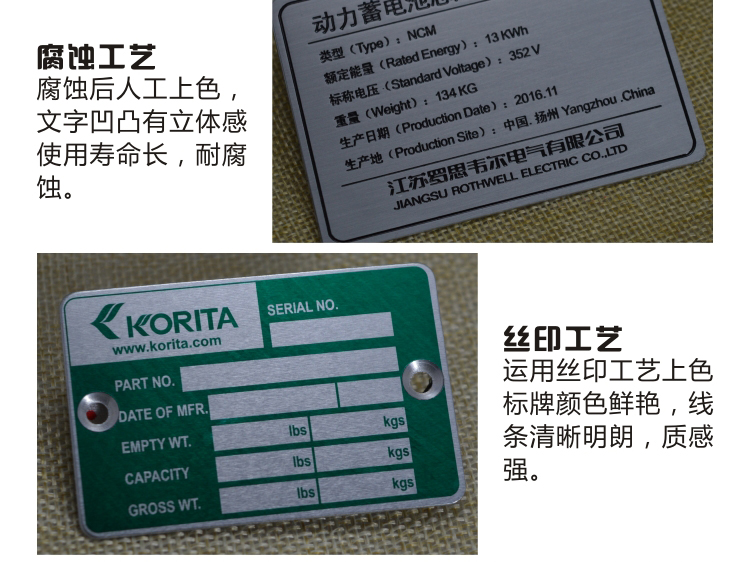 腐蚀工艺
腐蚀后人工上色，
文字凹凸有立体感
使用寿命长，耐腐
蚀。
动力蓄电池总
类型（Type）：NCM
额定能量（Rated Energy）：13 KWh
标称电压（Standard Voltage）：352 V
重量（Weight）：134 KG
生产日期（Production Date）：2016.11
生产地（Production Site）：中国. 扬州 Yangzhou .China
江苏罗思韦尔电气有限公司
JIANGSU ROTHWELL ELECTRIC CO.,LTD
KORITA
www.korita.com
SERIAL NO.
PART NO.
DATE OF MFR.
EMPTY WT. lbs kgs
CAPACITY lbs kgs
GROSS WT. lbs kgs
丝印工艺
运用丝印工艺上色
标牌颜色鲜艳，线
条清晰明朗，质感
强。